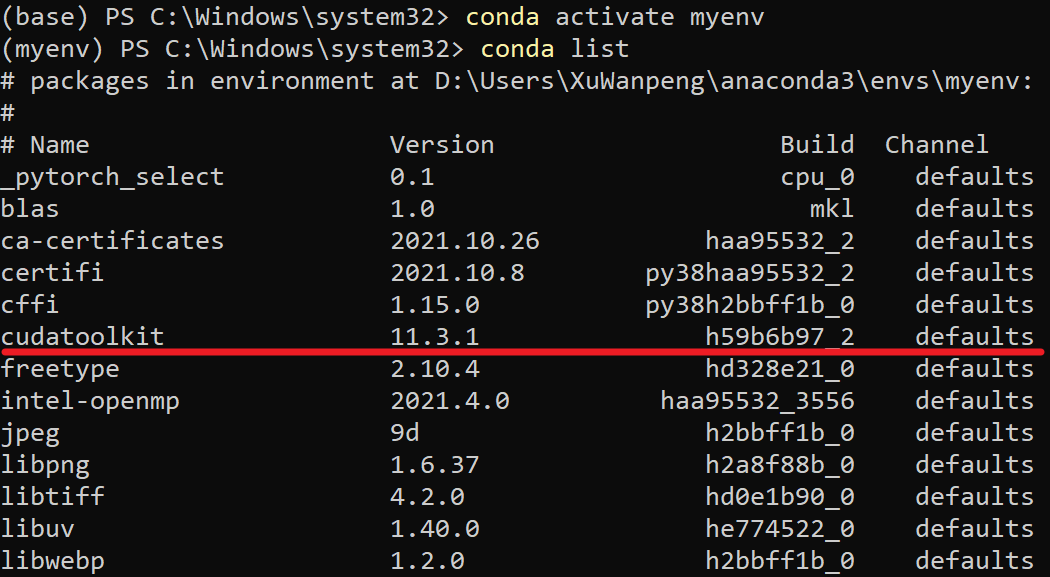 (base) PS C:\Windows\system32> conda activate myenv
(myenv) PS C:\Windows\system32> conda list
# packages in environment at D:\Users\XuWanpeng\anaconda3\envs\myenv:
#
# Name                    Version                   Build  Channel
_pytorch_select           0.1                       cpu_0    defaults
blas                      1.0                         mkl    defaults
ca-certificates           2021.10.26           haa95532_2    defaults
certifi                   2021.10.8        py38haa95532_2    defaults
cffi                      1.15.0           py38h2bbff1b_0    defaults
cudatoolkit               11.3.1               h59b6b97_2    defaults
freetype                  2.10.4               hd328e21_0    defaults
intel-openmp              2021.4.0          haa95532_3556    defaults
jpeg                      9d                   h2bbff1b_0    defaults
libpng                    1.6.37               h2a8f88b_0    defaults
libtiff                   4.2.0                hd0e1b90_0    defaults
libuv                     1.40.0               he774522_0    defaults
libwebp                   1.2.0                h2bbff1b_0    defaults